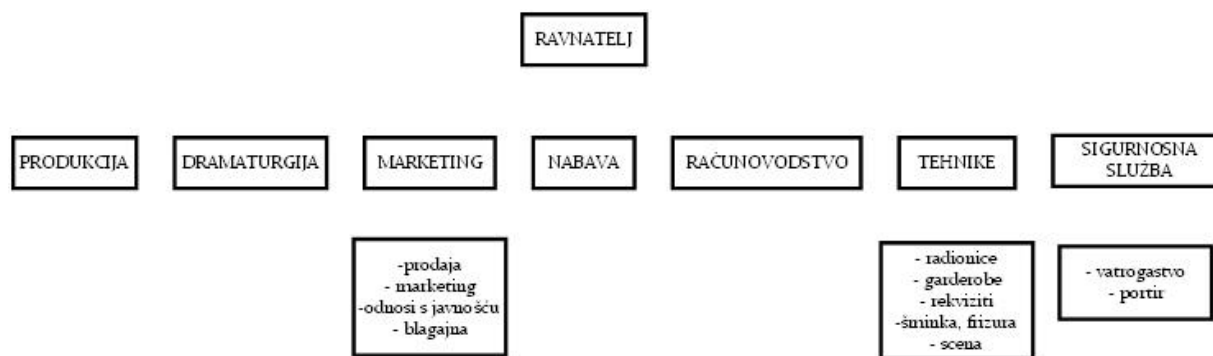 RAVNATELJ
PRODUKCIJA
DRAMATURGIJA
MARKETING
NABAVA
RAČUNOVODSTVO
TEHNIKE
SIGURNOSNA
SLUŽBA
-prodaja
- marketing
-odnosi s javnošću
- blagajna
- radionice
- garderobe
- rekviziti
-šminka, frizura
- scena
- vatrogastvo
- portir